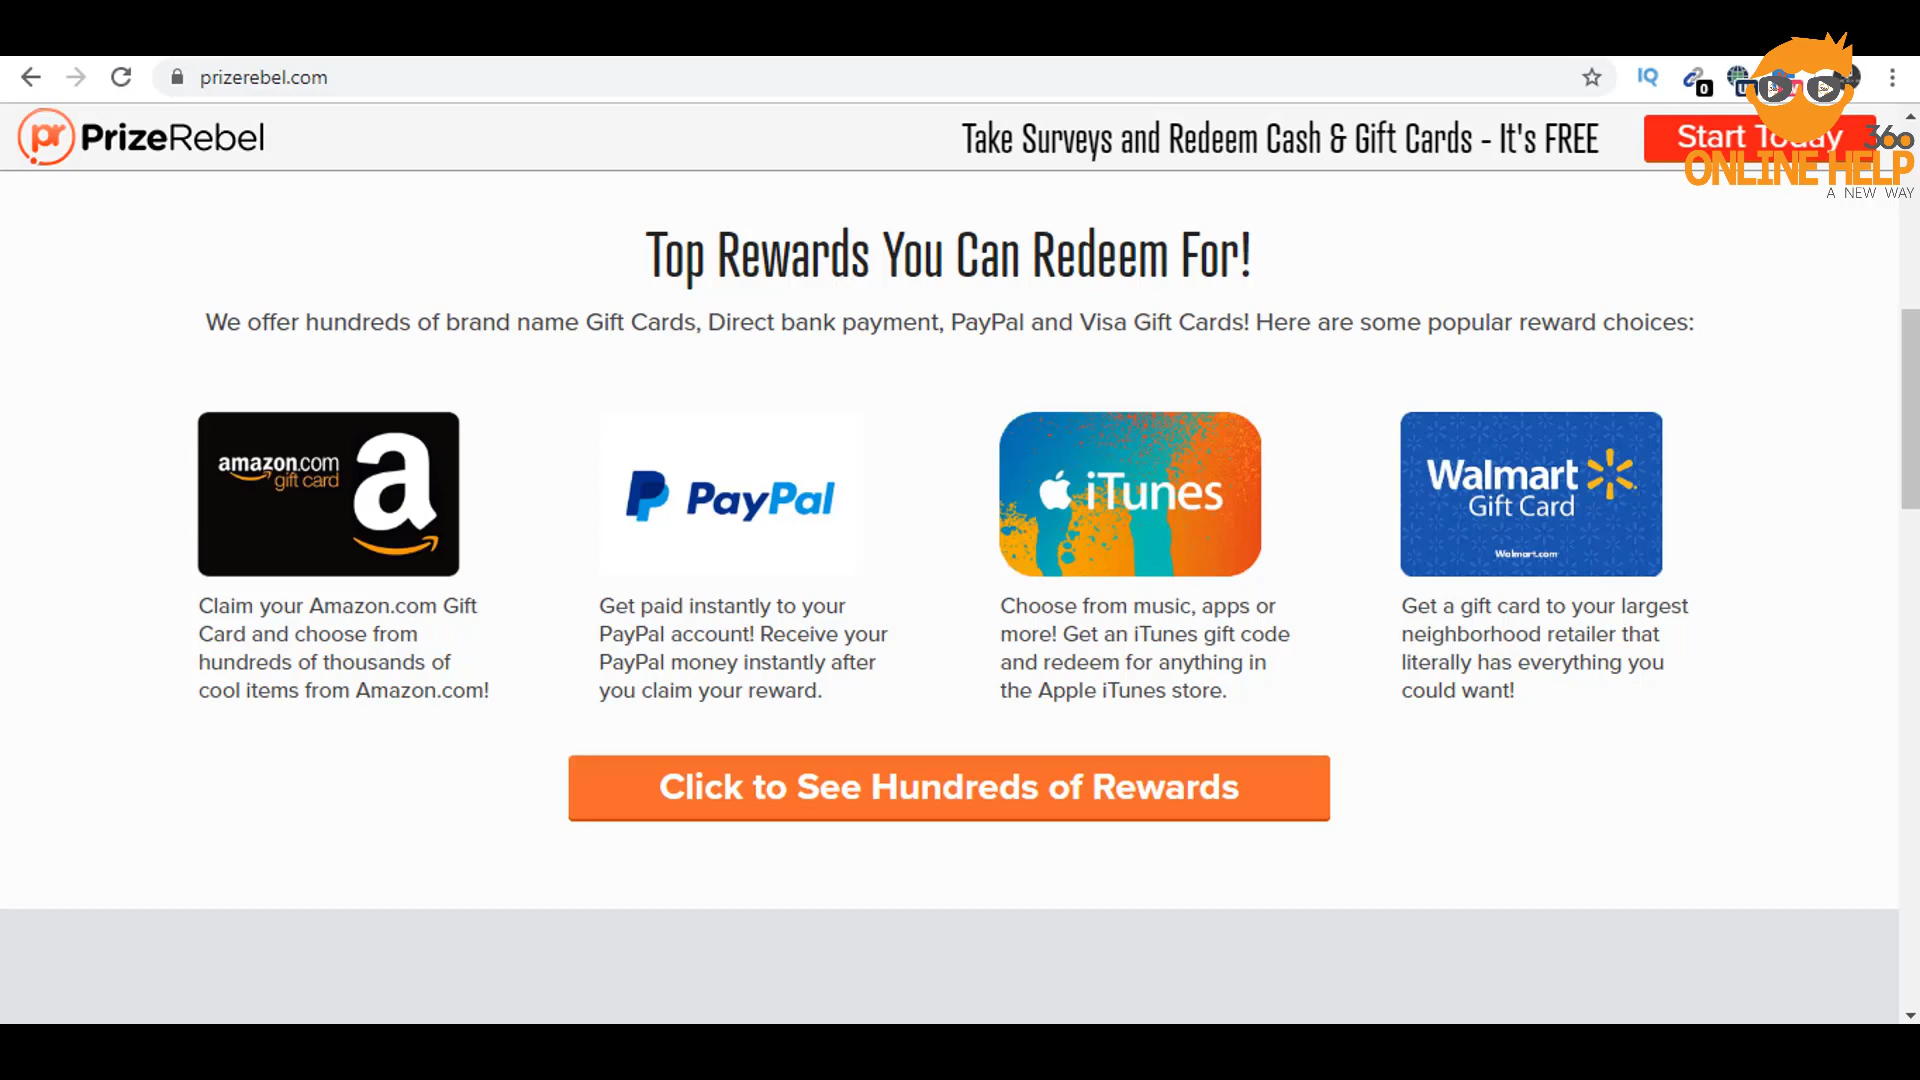 prizerebel.com
IQ
0
pr PrizeRebel
Take Surveys and Redeem Cash & Gift Cards - It's FREE
Start Today
360
ONLINE HELP
A NEW WAY
Top Rewards You Can Redeem For!
We offer hundreds of brand name Gift Cards, Direct bank payment, PayPal and Visa Gift Cards! Here are some popular reward choices:
amazon.com
gift card
a
PayPal
iTunes
Walmart
Gift Card
Walmart.com
Claim your Amazon.com Gift
Card and choose from
hundreds of thousands of
cool items from Amazon.com!
Get paid instantly to your
PayPal account! Receive your
PayPal money instantly after
you claim your reward.
Choose from music, apps or
more! Get an iTunes gift code
and redeem for anything in
the Apple iTunes store.
Get a gift card to your largest
neighborhood retailer that
literally has everything you
could want!
Click to See Hundreds of Rewards